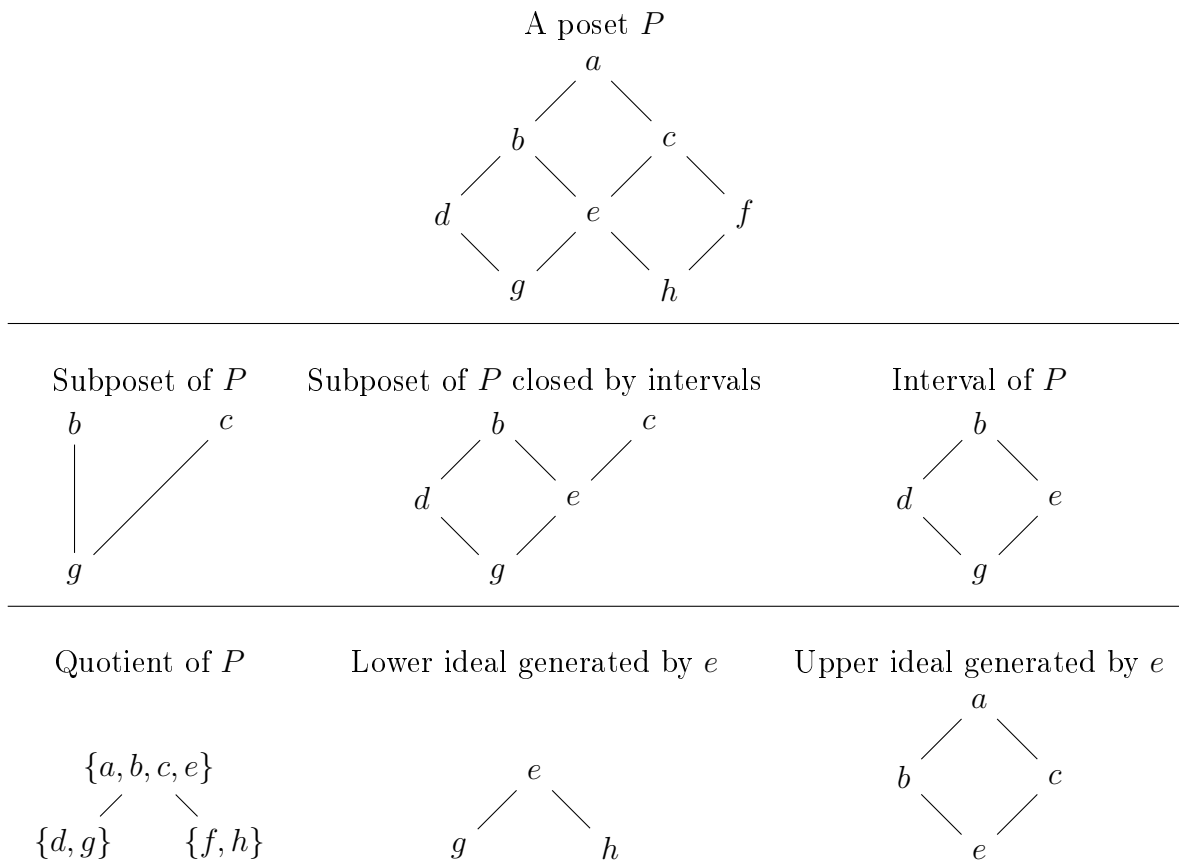 A poset P
a
b c
d e f
g h
Subposet of P Subposet of P closed by intervals Interval of P
b c b c b
d e d e
g g g
Quotient of P Lower ideal generated by e Upper ideal generated by e
a
{a, b, c, e} e b c
{d, g} {f, h} g h e